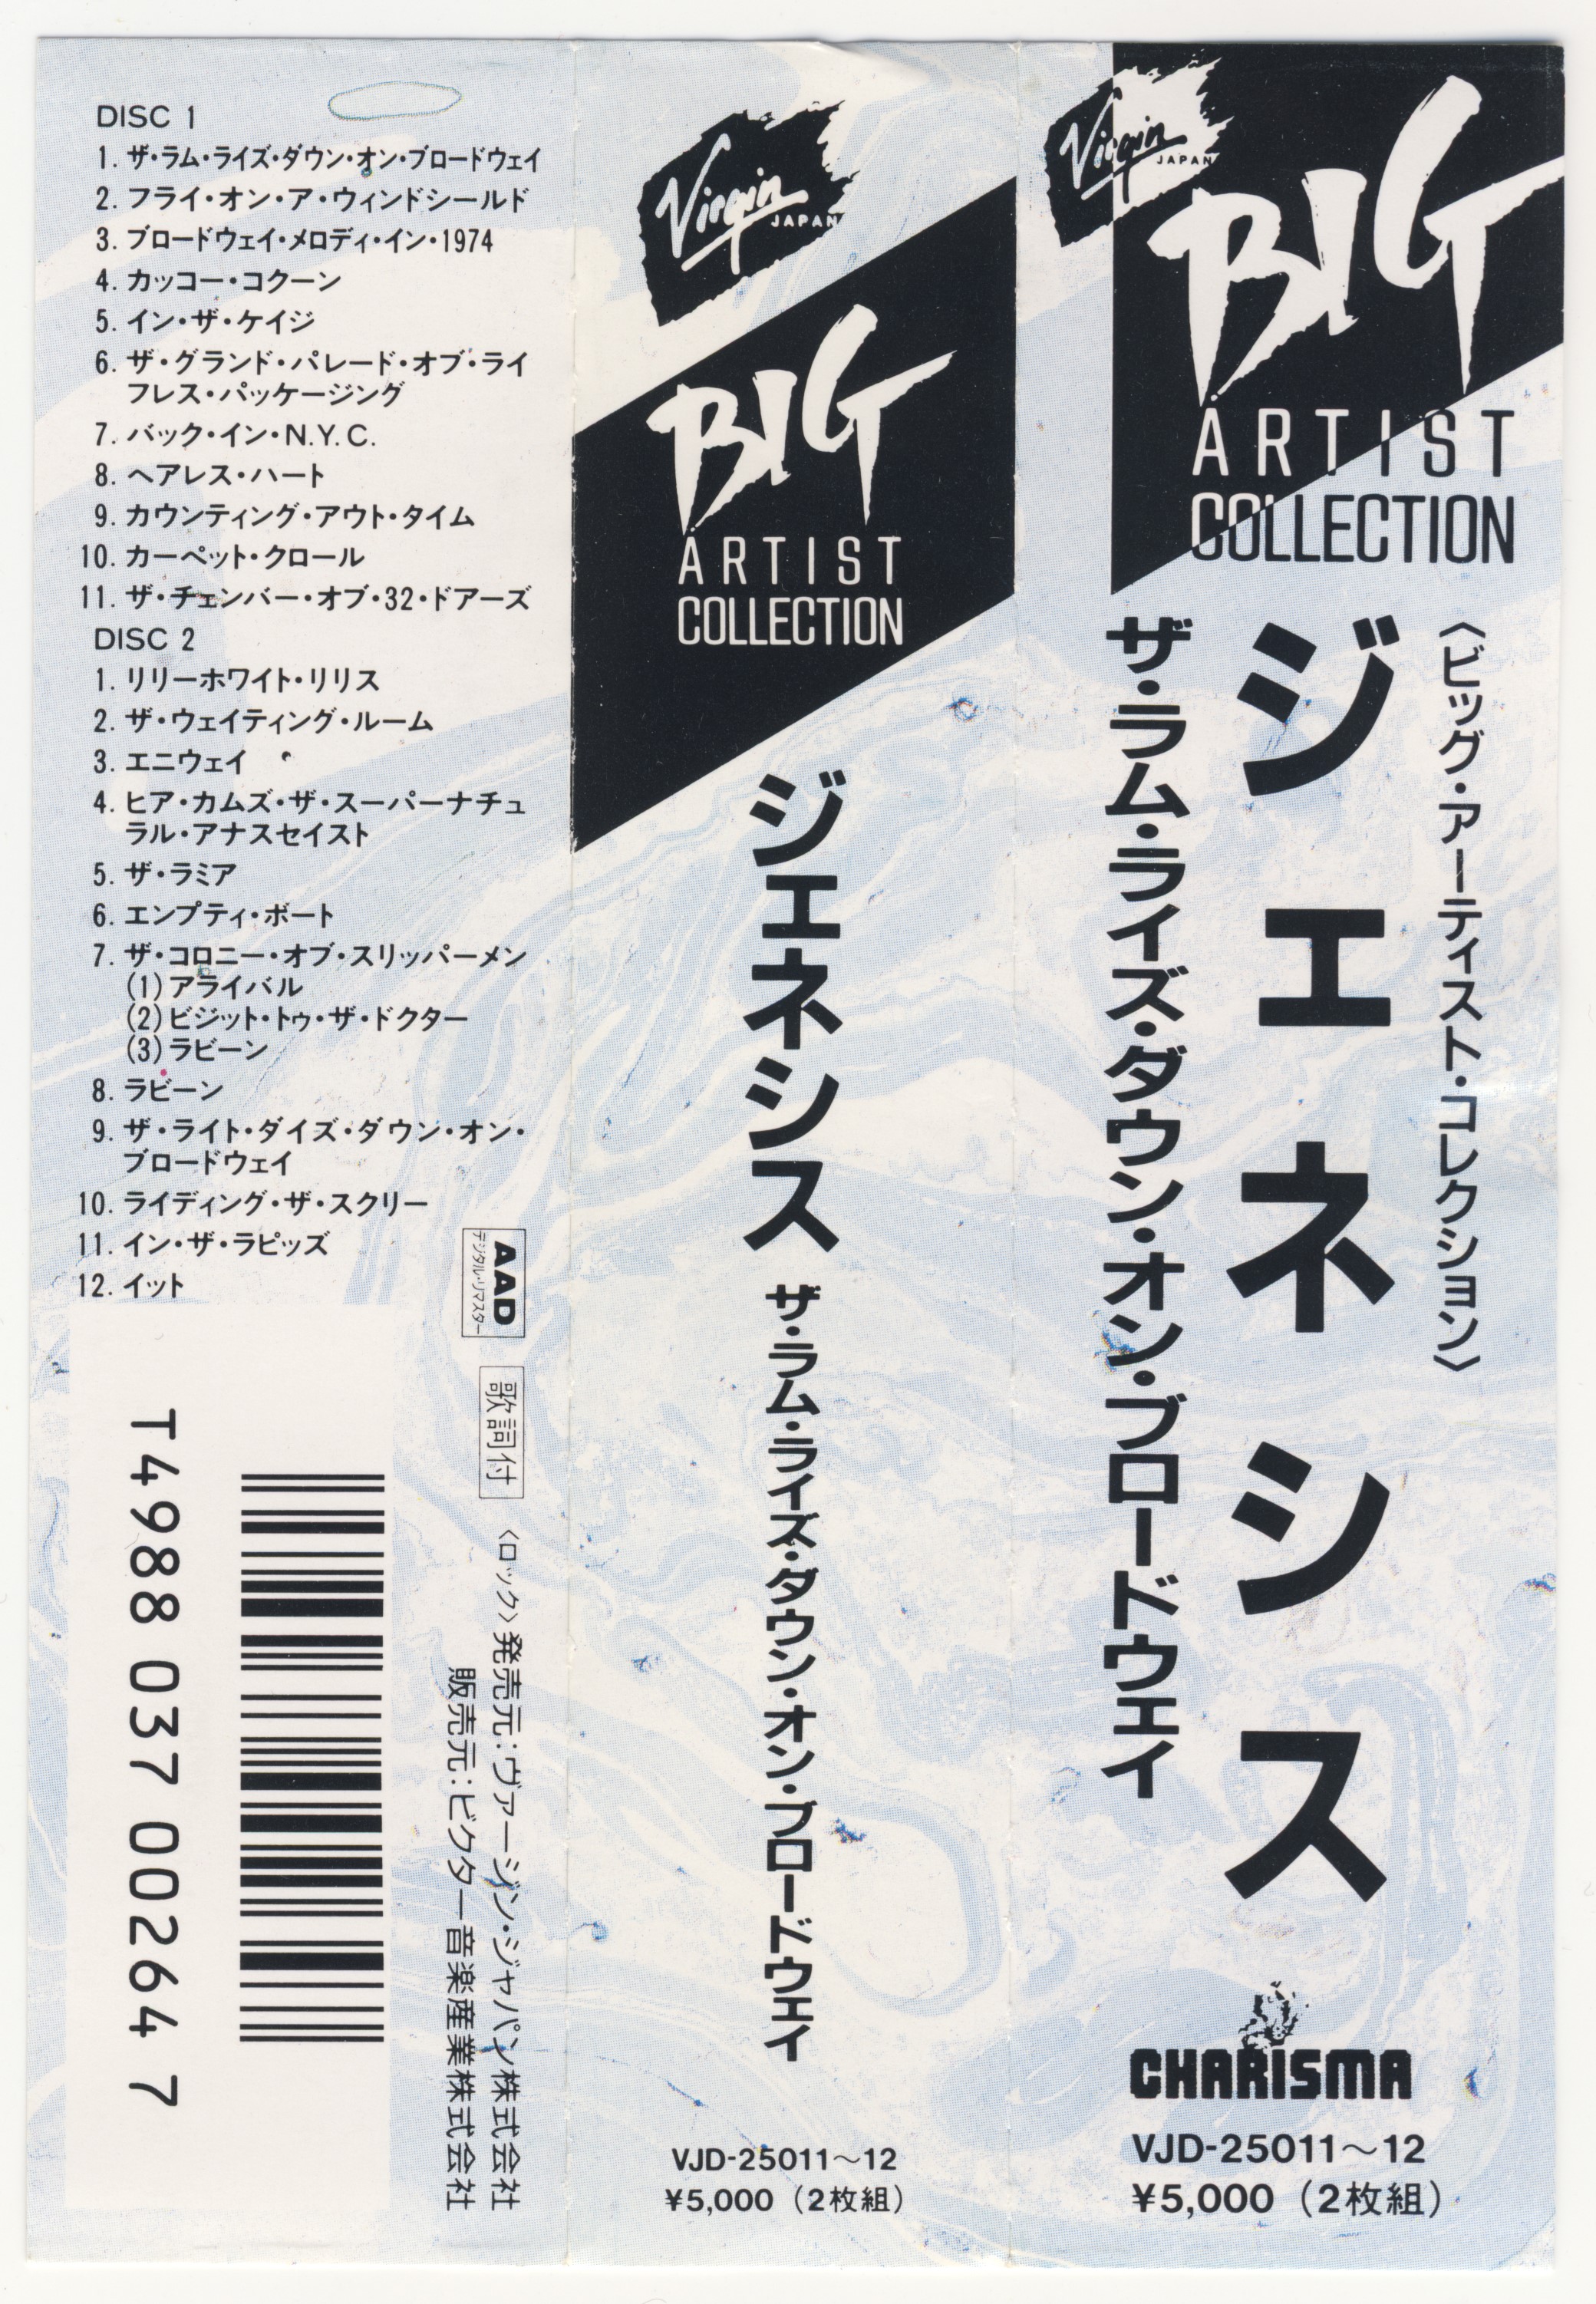 DISC 1
1. ザ・ラム・ライズ・ダウン・オン・ブロードウェイ
2. フライ・オン・ア・ウィンドシールド
3. ブロードウェイ・メロディ・イン・1974
4. カッコー・コクーン
5. イン・ザ・ケイジ
6. ザ・グランド・パレード・オブ・ライ
フレス・パッケージング
7. バック・イン・N.Y.C.
8. ヘアレス・ハート
9. カウンティング・アウト・タイム
10. カーペット・クロール
11. ザ・チェンバー・オブ・32・ドアーズ
DISC 2
1. リリーホワイト・リリス
2. ザ・ウェイティング・ルーム
3. エニウェイ
4. ヒア・カムズ・ザ・スーパーナチュ
ラル・アナスセイスト
5. ザ・ラミア
6. エンプティ・ボート
7. ザ・コロニー・オブ・スリッパーメン
(1)アライバル
(2)ビジット・トゥ・ザ・ドクター
(3)ラビーン
8. ラビーン
9. ザ・ライト・ダイズ・ダウン・オン・
ブロードウェイ
10. ライディング・ザ・スクリー
11. イン・ザ・ラピッズ
12. イット
AAD
デジタル・リマスター
歌詞付
〈ロック〉発売元：ヴァージン・ジャパン株式会社
販売元：ビクター音楽産業株式会社
T4988 037 00264 7
Virgin
JAPAN
BIG
ARTIST
COLLECTION
ジェネシス
ザ・ラム・ライズ・ダウン・オン・ブロードウェイ
VJD-25011～12
¥5,000（2枚組）
Virgin
JAPAN
BIG
ARTIST
COLLECTION
〈ビッグ・アーティスト・コレクション〉
ジェネシス
ザ・ラム・ライズ・ダウン・オン・ブロードウェイ
CHARISMA
VJD-25011～12
¥5,000（2枚組）